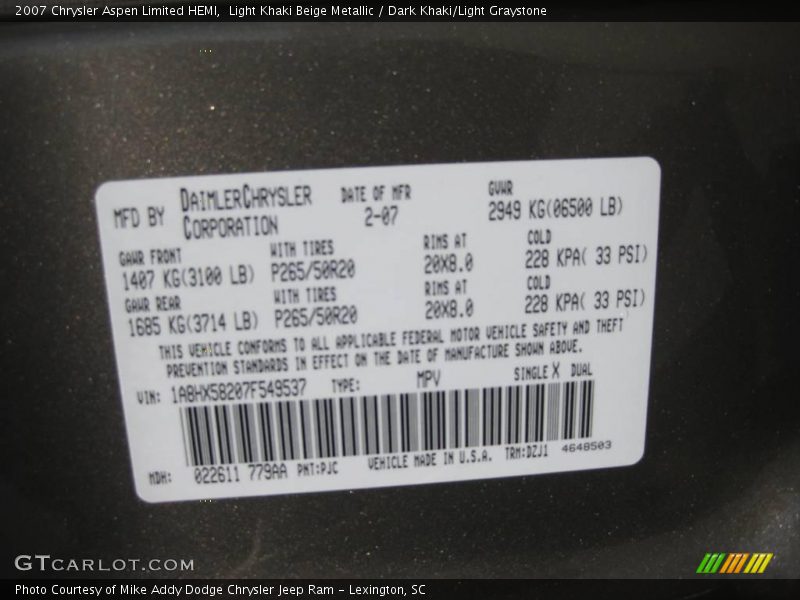 2007 Chrysler Aspen Limited HEMI, Light Khaki Beige Metallic / Dark Khaki/Light Graystone
MFD BY DAIMLERCHRYSLER CORPORATION DATE OF MFR 2-07 GVWR 2949 KG(06500 LB)
GAWR FRONT WITH TIRES RIMS AT COLD
1407 KG(3100 LB) P265/50R20 20X8.0 228 KPA( 33 PSI)
GAWR REAR WITH TIRES RIMS AT COLD
1685 KG(3714 LB) P265/50R20 20X8.0 228 KPA( 33 PSI)
THIS VEHICLE CONFORMS TO ALL APPLICABLE FEDERAL MOTOR VEHICLE SAFETY AND THEFT
PREVENTION STANDARDS IN EFFECT ON THE DATE OF MANUFACTURE SHOWN ABOVE.
VIN: 1A8HX58207F549537 TYPE: MPV SINGLE X DUAL
MDH: 022611 779AA PNT:PJC VEHICLE MADE IN U.S.A. TRM:DZJ1 4648503
GTCARLOT.COM
Photo Courtesy of Mike Addy Dodge Chrysler Jeep Ram – Lexington, SC